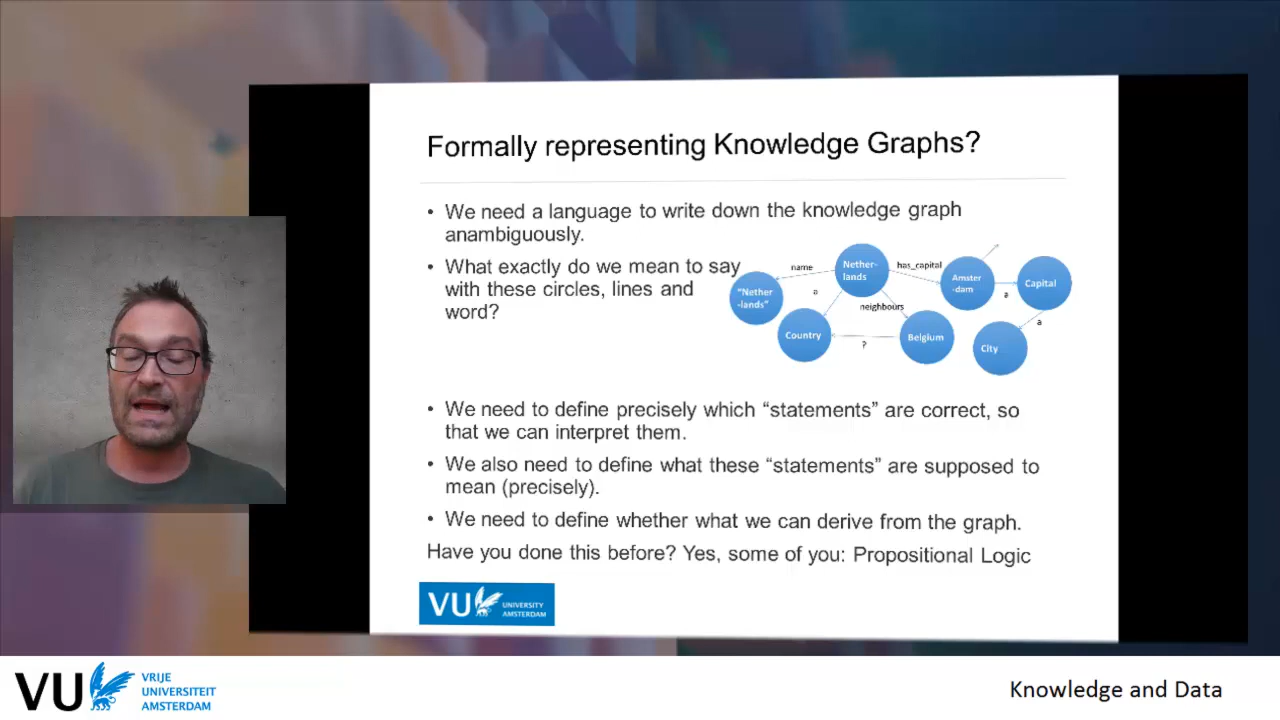 Formally representing Knowledge Graphs?
• We need a language to write down the knowledge graph
anambiguously.
• What exactly do we mean to say
with these circles, lines and
word?
name
Nether-
lands
has_capital
Amster
-dam
a
Capital
"Nether
-lands"
a
neighbours
a
Country
?
Belgium
City
• We need to define precisely which “statements” are correct, so
that we can interpret them.
• We also need to define what these “statements” are supposed to
mean (precisely).
• We need to define whether what we can derive from the graph.
Have you done this before? Yes, some of you: Propositional Logic
VU UNIVERSITY
AMSTERDAM
VU VRIJE
UNIVERSITEIT
AMSTERDAM
Knowledge and Data